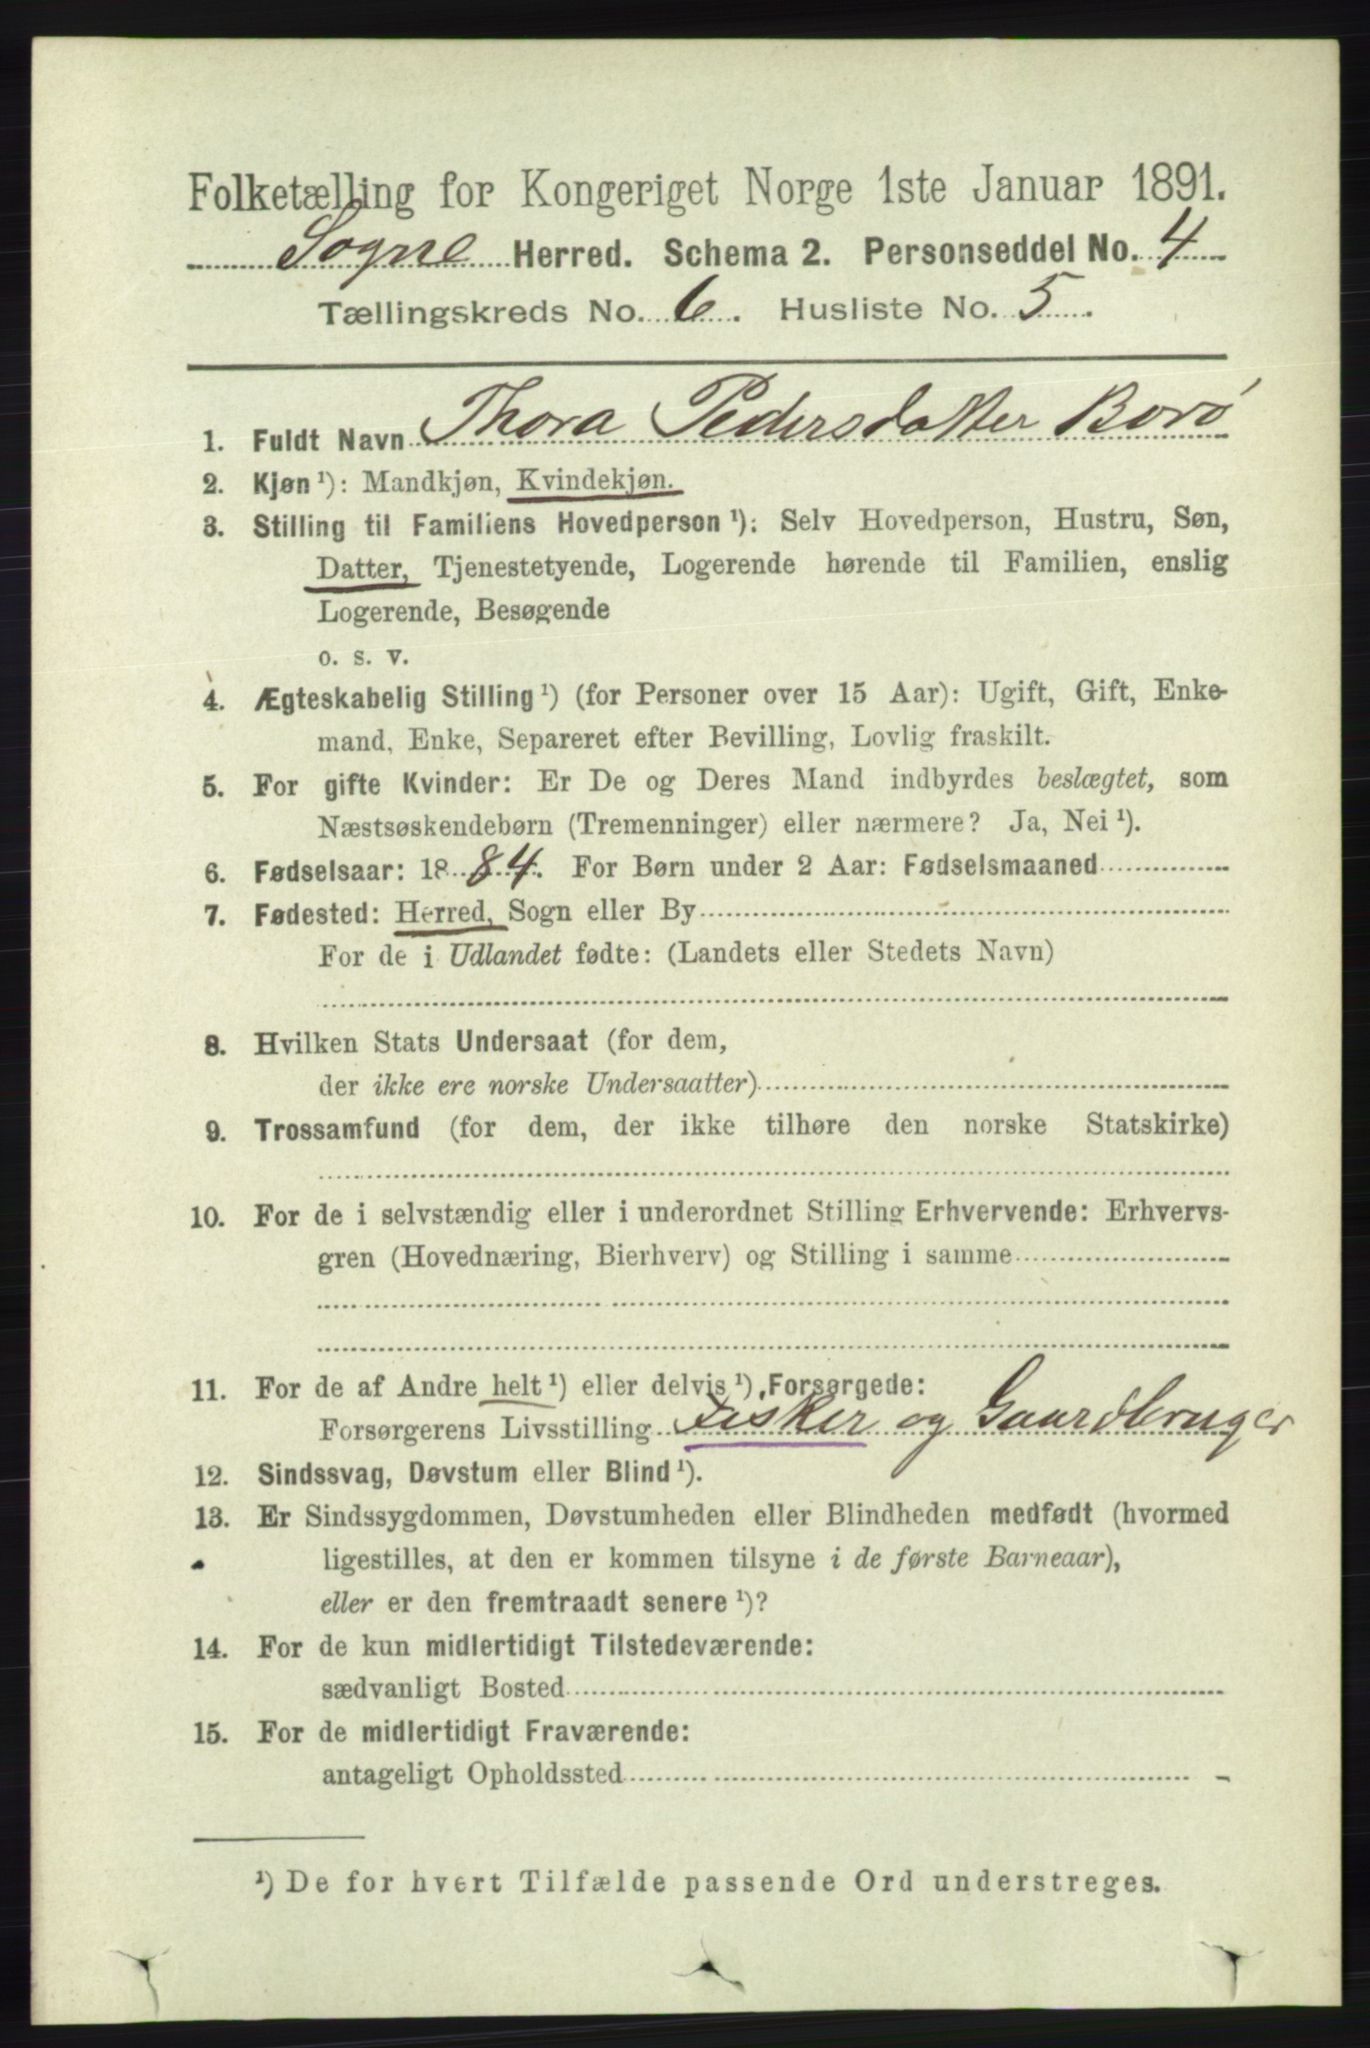 Folketælling for Kongeriget Norge 1ste Januar 1891.
Sogne Herred. Schema 2. Personseddel No. 4
Tællingskreds No. 6. Husliste No. 5.
1. Fuldt Navn Thora Pedersdatter Borø
2. Kjøn ¹): Mandkjøn, Kvindekjøn.
3. Stilling til Familiens Hovedperson ¹): Selv Hovedperson, Hustru, Søn,
Datter, Tjenestetyende, Logerende hørende til Familien, enslig
Logerende, Besøgende
o. s. v.
4. Ægteskabelig Stilling ¹) (for Personer over 15 Aar): Ugift, Gift, Enke-
mand, Enke, Separeret efter Bevilling, Lovlig fraskilt.
5. For gifte Kvinder: Er De og Deres Mand indbyrdes beslægtet, som
Næstsøskendebørn (Tremenninger) eller nærmere? Ja, Nei ¹).
6. Fødselsaar: 1884. For Børn under 2 Aar: Fødselsmaaned
7. Fødested: Herred, Sogn eller By
For de i Udlandet fødte: (Landets eller Stedets Navn)
8. Hvilken Stats Undersaat (for dem,
der ikke ere norske Undersaatter)
9. Trossamfund (for dem, der ikke tilhøre den norske Statskirke)
10. For de i selvstændig eller i underordnet Stilling Erhvervende: Erhvervs-
gren (Hovednæring, Bierhverv) og Stilling i samme
11. For de af Andre helt ¹) eller delvis ¹) Forsørgede:
Forsørgerens Livsstilling Fisker og Gaardbruger
12. Sindssvag, Døvstum eller Blind ¹).
13. Er Sindssygdommen, Døvstumheden eller Blindheden medfødt (hvormed
ligestilles, at den er kommen tilsyne i de første Barneaar),
eller er den fremtraadt senere ¹)?
14. For de kun midlertidigt Tilstedeværende:
sædvanligt Bosted
15. For de midlertidigt Fraværende:
antageligt Opholdssted
¹) De for hvert Tilfælde passende Ord understreges.